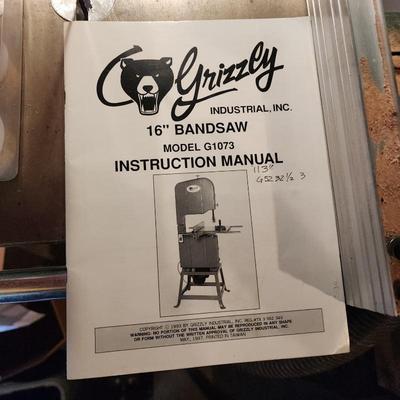 Grizzly
INDUSTRIAL, INC.
16" BANDSAW
MODEL G1073
INSTRUCTION MANUAL
113"
COPYRIGHT © 1993 BY GRIZZLY INDUSTRIAL, INC.
WARNING: NO PORTION OF THIS MANUAL MAY BE REPRODUCED IN ANY SHAPE
OR FORM WITHOUT THE WRITTEN APPROVAL OF GRIZZLY INDUSTRIAL, INC.
MAY, 1997. PRINTED IN TAIWAN